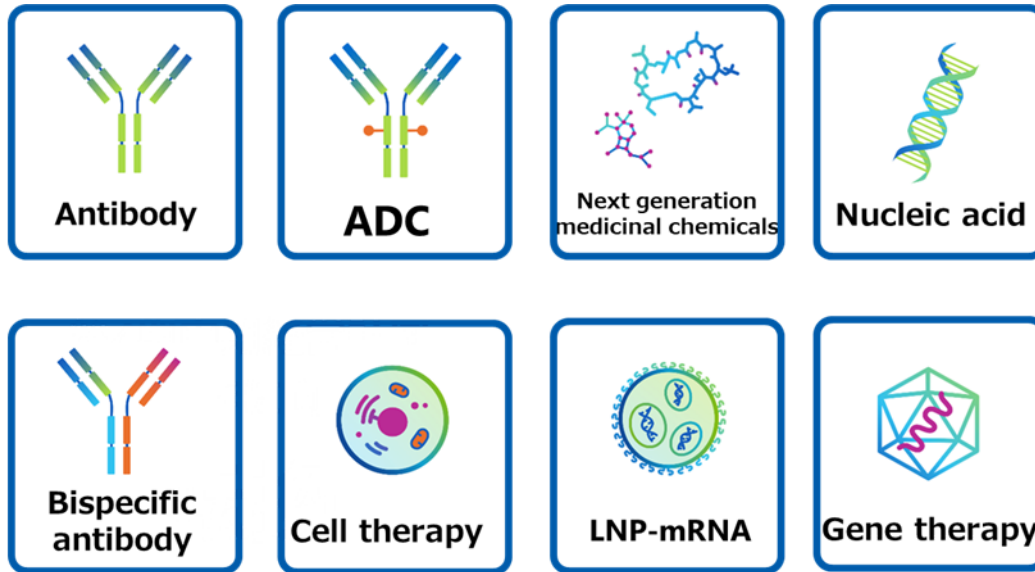 Antibody
ADC
Next generation
medicinal chemicals
Nucleic acid
Bispecific
antibody
Cell therapy
LNP-mRNA
Gene therapy